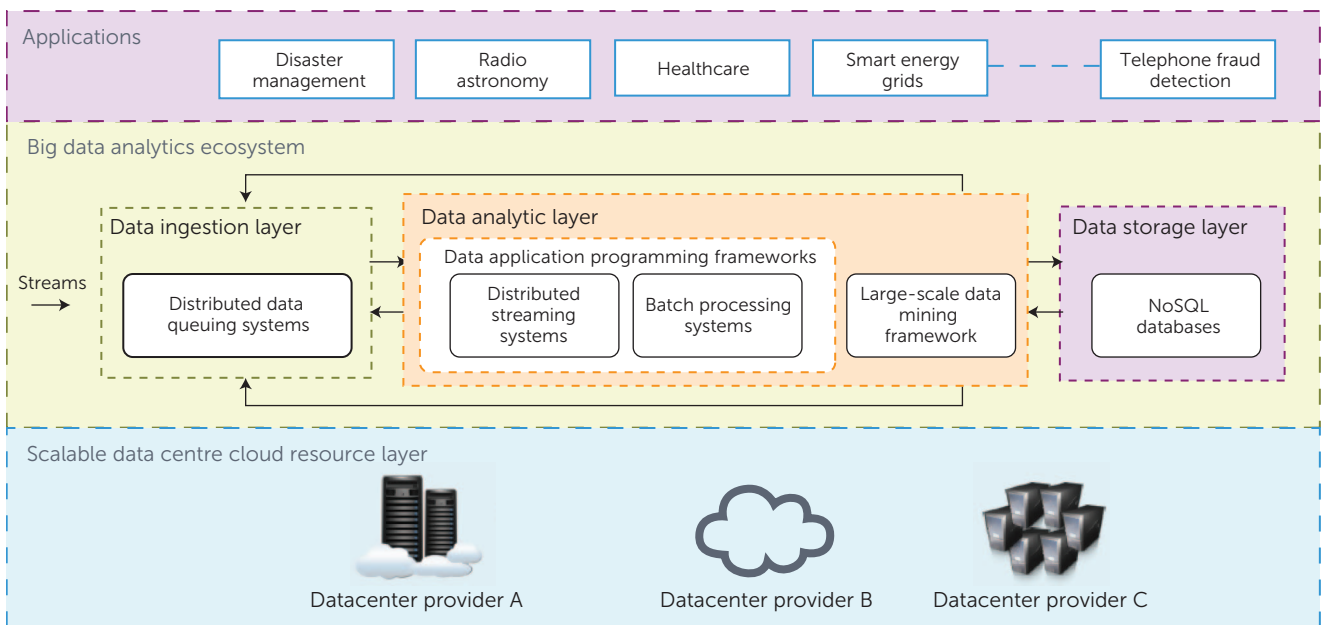 Applications
Disaster
management
Radio
astronomy
Healthcare
Smart energy
grids
Telephone fraud
detection
Big data analytics ecosystem
Streams
Data ingestion layer
Distributed data
queuing systems
Data analytic layer
Data application programming frameworks
Distributed
streaming
systems
Batch processing
systems
Large-scale data
mining
framework
Data storage layer
NoSQL
databases
Scalable data centre cloud resource layer
Datacenter provider A
Datacenter provider B
Datacenter provider C